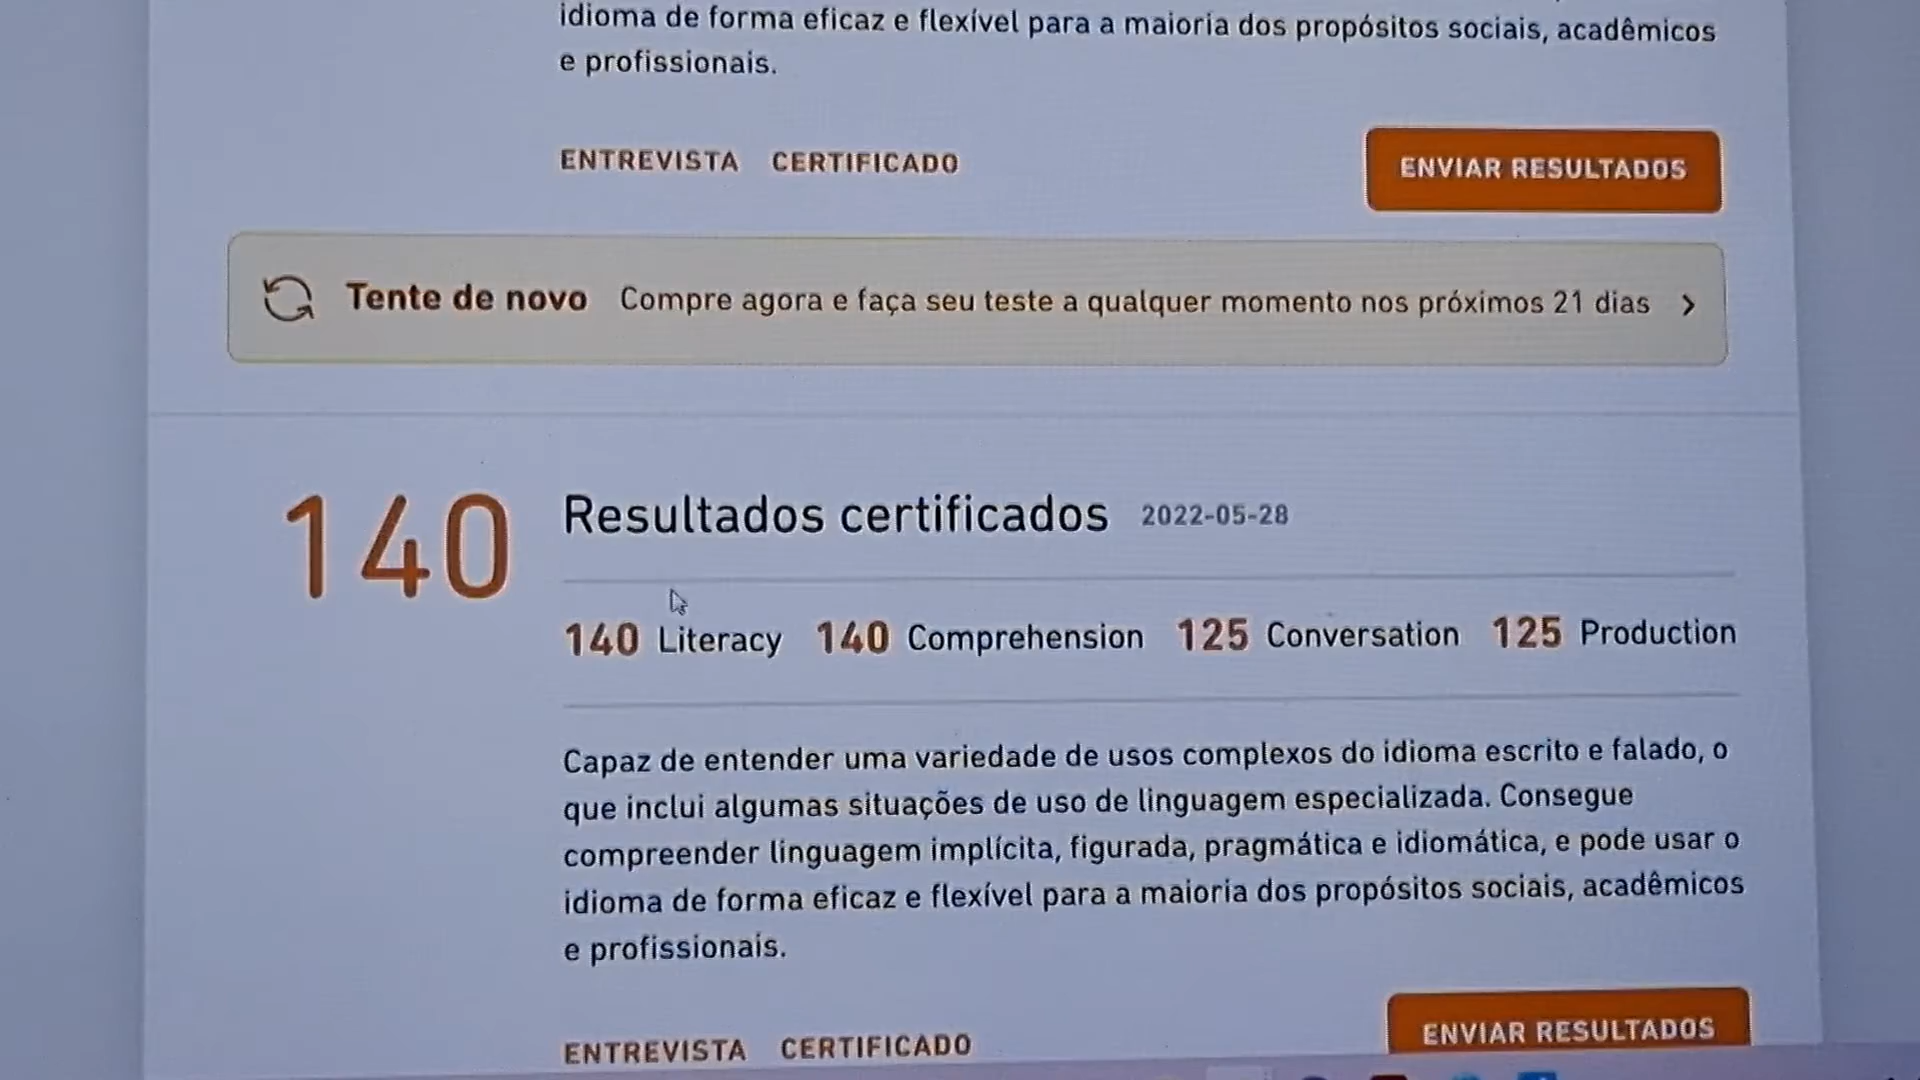 idioma de forma eficaz e flexível para a maioria dos propósitos sociais, acadêmicos
e profissionais.
ENTREVISTA CERTIFICADO
ENVIAR RESULTADOS
Tente de novo Compre agora e faça seu teste a qualquer momento nos próximos 21 dias
140
Resultados certificados 2022-05-28
140 Literacy 140 Comprehension 125 Conversation 125 Production
Capaz de entender uma variedade de usos complexos do idioma escrito e falado, o
que inclui algumas situações de uso de linguagem especializada. Consegue
compreender linguagem implícita, figurada, pragmática e idiomática, e pode usar o
idioma de forma eficaz e flexível para a maioria dos propósitos sociais, acadêmicos
e profissionais.
ENTREVISTA CERTIFICADO
ENVIAR RESULTADOS